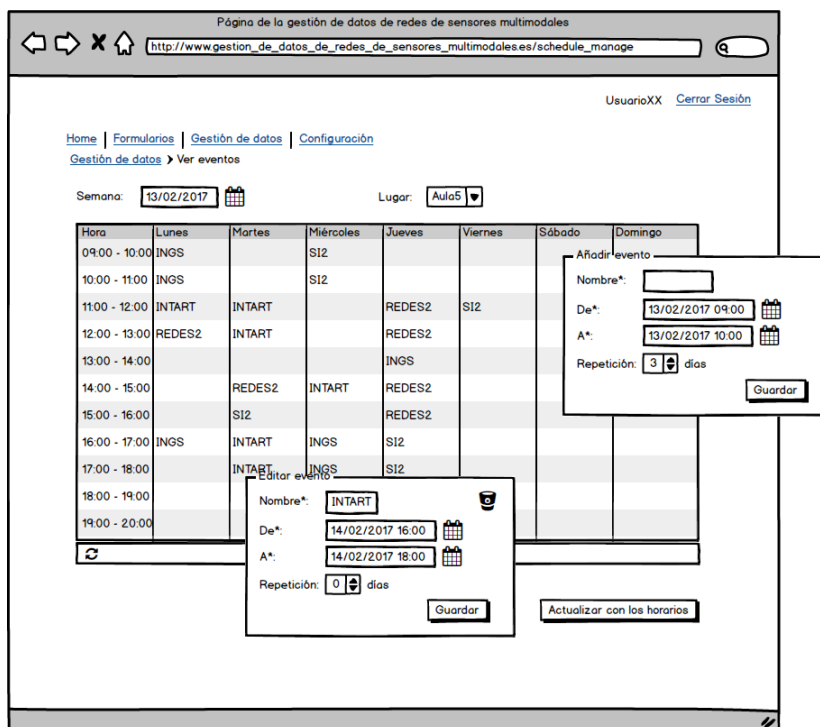 Página de la gestión de datos de redes de sensores multimodales
http://www.gestion_de_datos_de_redes_de_sensores_multimodales.es/schedule_manage
UsuarioXX Cerrar Sesión
Home | Formularios | Gestión de datos | Configuración
Gestión de datos > Ver eventos
Semana: 13/02/2017 Lugar: Aula5
Hora Lunes Martes Miércoles Jueves Viernes Sábado Domingo
09:00 - 10:00 INGS SI2
10:00 - 11:00 INGS SI2
11:00 - 12:00 INTART INTART REDES2 SI2
12:00 - 13:00 REDES2 INTART REDES2
13:00 - 14:00 INGS
14:00 - 15:00 REDES2 INTART REDES2
15:00 - 16:00 SI2 REDES2
16:00 - 17:00 INGS INTART INGS SI2
17:00 - 18:00 INTART INGS SI2
18:00 - 19:00
19:00 - 20:00
Añadir evento
Nombre*:
De*: 13/02/2017 09:00
A*: 13/02/2017 10:00
Repetición: 3 días
Guardar
Editar evento
Nombre*: INTART
De*: 14/02/2017 16:00
A*: 14/02/2017 18:00
Repetición: 0 días
Guardar
Actualizar con los horarios